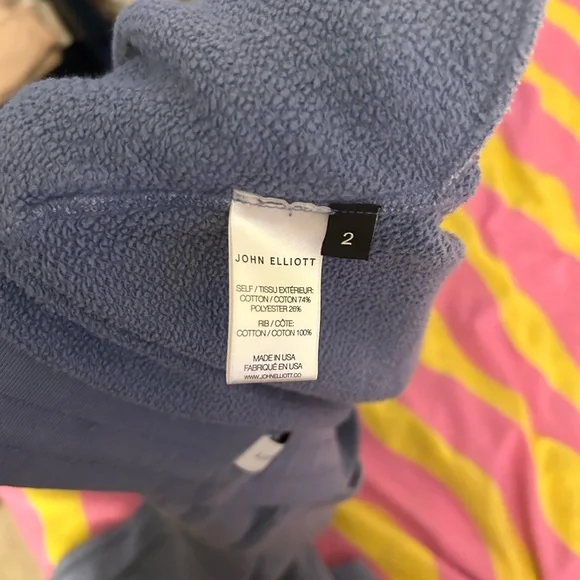 2
JOHN ELLIOTT
SELF / TISSU EXTÉRIEUR:
COTTON / COTON 74%
POLYESTER 26%
RIB / CÔTE:
COTTON / COTON 100%
MADE IN USA
FABRIQUÉ EN USA
WWW.JOHNELLIOTT.CO